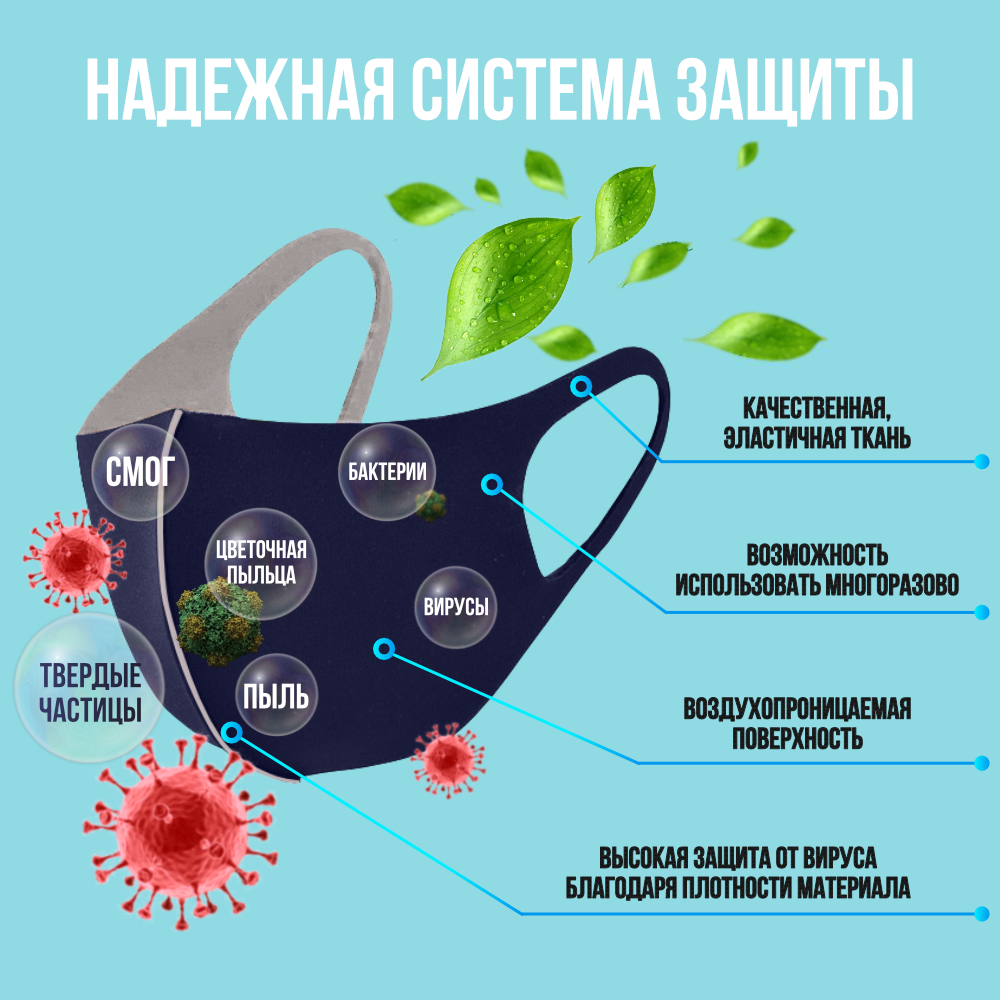 НАДЕЖНАЯ СИСТЕМА ЗАЩИТЫ
КАЧЕСТВЕННАЯ,
ЭЛАСТИЧНАЯ ТКАНЬ
СМОГ
БАКТЕРИИ
ЦВЕТОЧНАЯ
ПЫЛЬЦА
ВИРУСЫ
ВОЗМОЖНОСТЬ
ИСПОЛЬЗОВАТЬ МНОГОРАЗОВО
ТВЕРДЫЕ
ЧАСТИЦЫ
ПЫЛЬ
ВОЗДУХОПРОНИЦАЕМАЯ
ПОВЕРХНОСТЬ
ВЫСОКАЯ ЗАЩИТА ОТ ВИРУСА
БЛАГОДАРЯ ПЛОТНОСТИ МАТЕРИАЛА